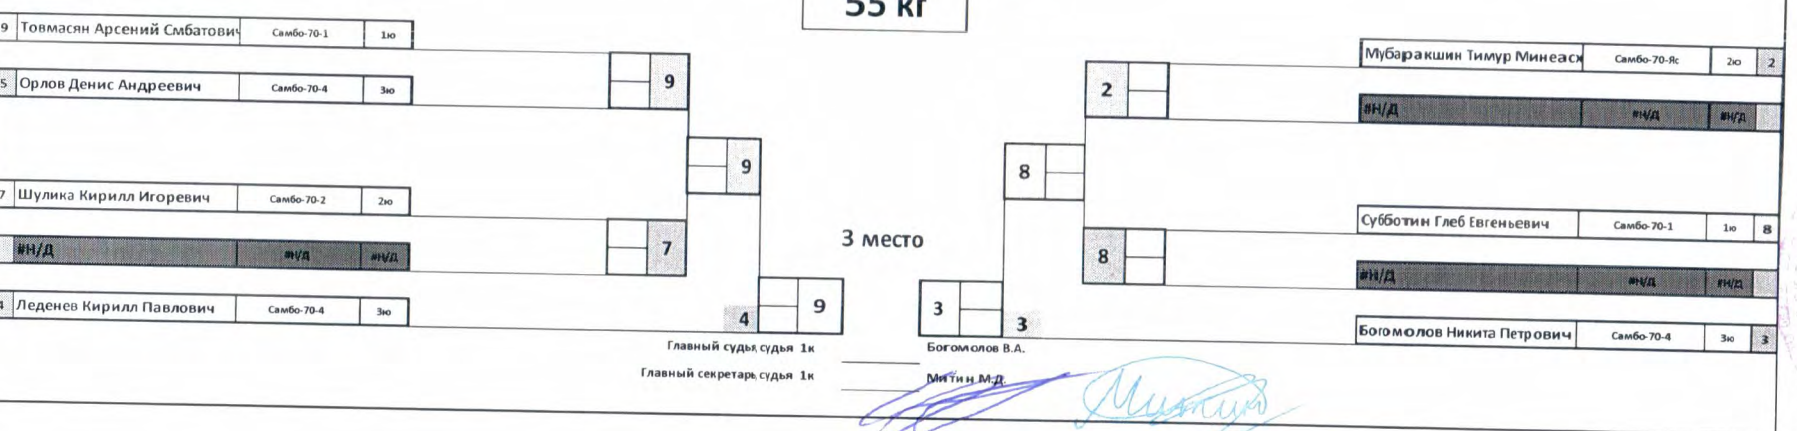 55 кг
9 Товмасян Арсений Смбатович Самбо-70-1 1ю
5 Орлов Денис Андреевич Самбо-70-4 3ю
9
9
7 Шулика Кирилл Игоревич Самбо-70-2 2ю
#Н/Д #Н/Д #Н/Д
7
4 Леденев Кирилл Павлович Самбо-70-4 3ю
4
9
3 место
Мубаракшин Тимур Минеасх Самбо-70-Яс 2ю 2
#Н/Д #Н/Д #Н/Д
2
8
Субботин Глеб Евгеньевич Самбо-70-1 1ю 8
#Н/Д #Н/Д #Н/Д
8
Богомолов Никита Петрович Самбо-70-4 3ю 3
3
3
Главный судья, судья 1к Богомолов В.А.
Главный секретарь, судья 1к Митин М.Д.